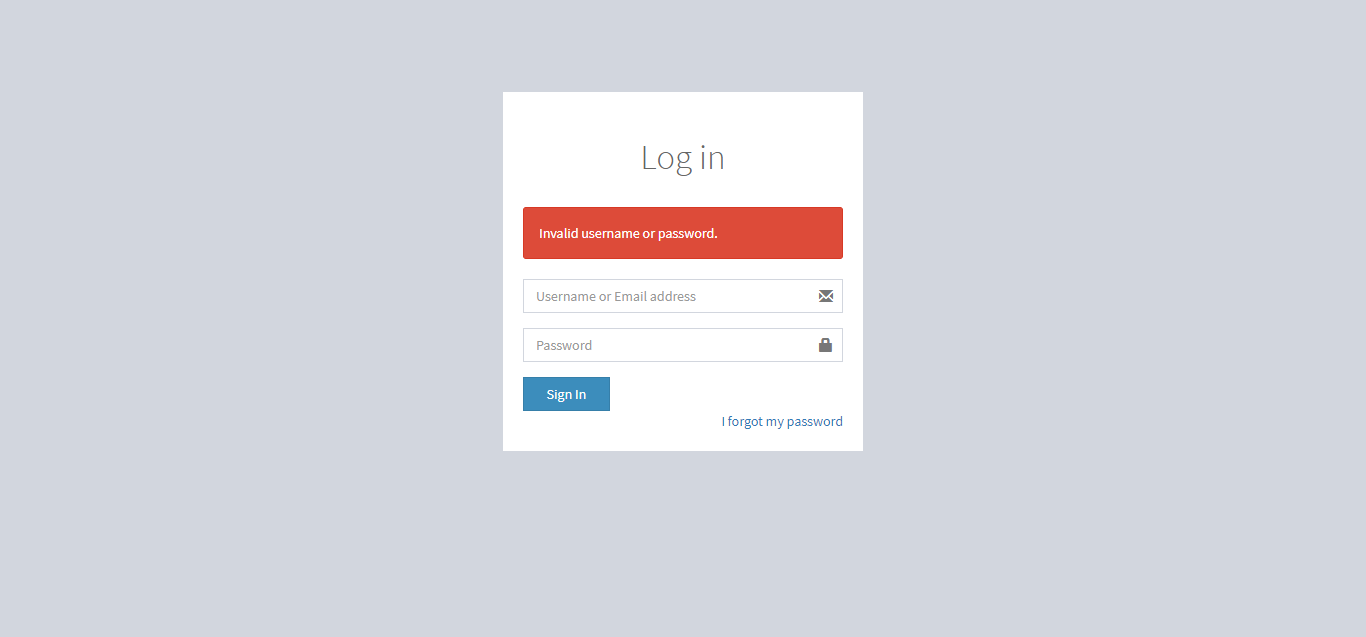 Log in
Invalid username or password.
Username or Email address
Password
Sign In
I forgot my password